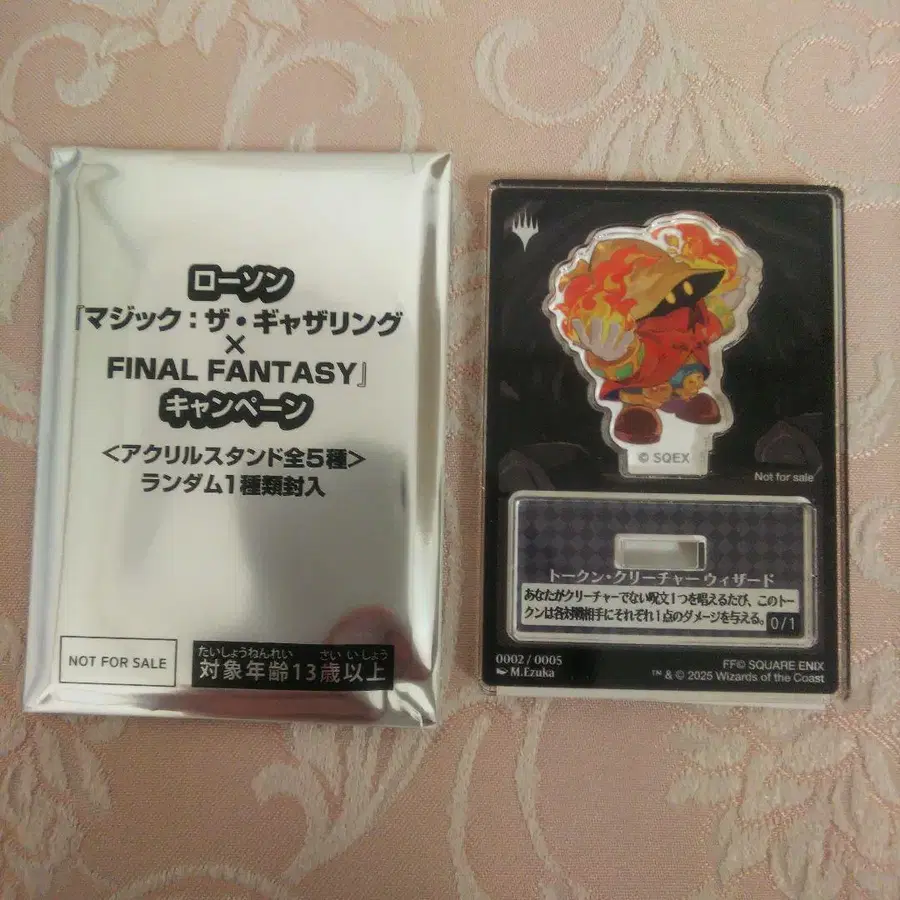 ローソン
『マジック：ザ・ギャザリング
×
FINAL FANTASY』
キャンペーン
＜アクリルスタンド全5種＞
ランダム1種類封入
NOT FOR SALE
たいしょうねんれい さい いじょう
対象年齢13歳以上
© SQEX
Not for sale
トークン・クリーチャー ウィザード
あなたがクリーチャーでない呪文1つを唱えるたび、このトー
クンは各対戦相手にそれぞれ1点のダメージを与える。
0/1
0002 / 0005
M.Ezuka
FF© SQUARE ENIX
™ & © 2025 Wizards of the Coast